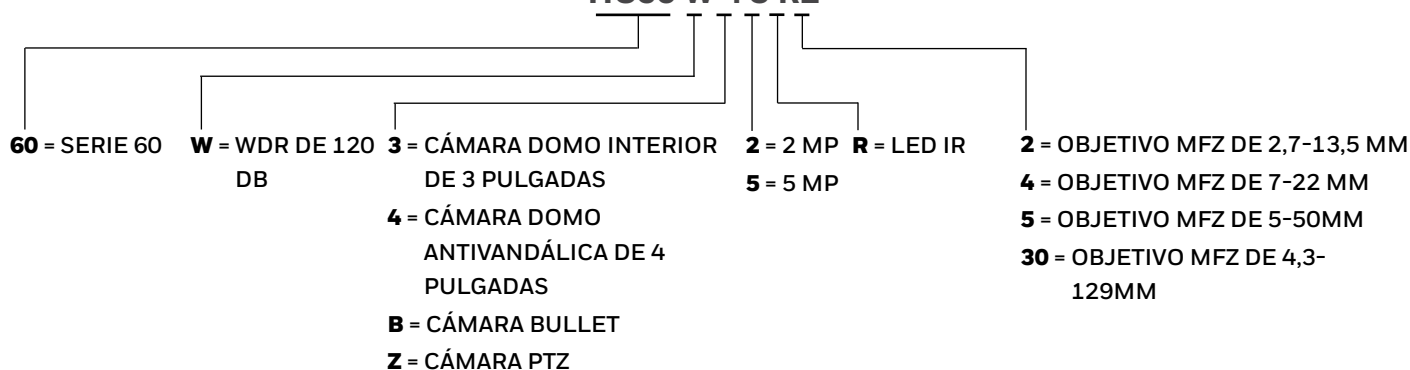 60 = SERIE 60
W = WDR DE 120
DB
3 = CÁMARA DOMO INTERIOR
DE 3 PULGADAS
4 = CÁMARA DOMO
ANTIVANDÁLICA DE 4
PULGADAS
B = CÁMARA BULLET
Z = CÁMARA PTZ
2 = 2 MP
5 = 5 MP
R = LED IR
2 = OBJETIVO MFZ DE 2,7-13,5 MM
4 = OBJETIVO MFZ DE 7-22 MM
5 = OBJETIVO MFZ DE 5-50MM
30 = OBJETIVO MFZ DE 4,3-
129MM